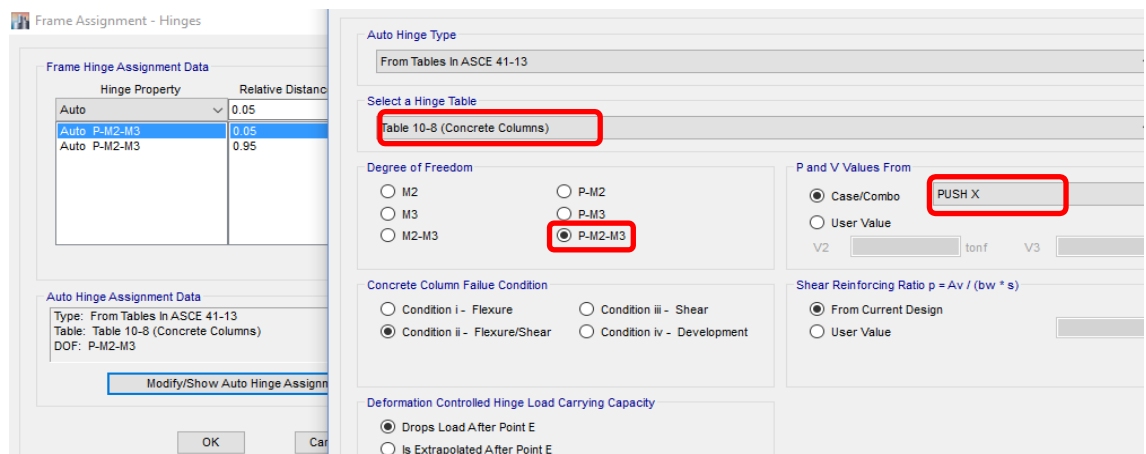 Frame Assignment - Hinges
Frame Hinge Assignment Data
Hinge Property
Relative Distanc
Auto
0.05
Auto P-M2-M3
0.05
Auto P-M2-M3
0.95
Auto Hinge Assignment Data
Type: From Tables In ASCE 41-13
Table: Table 10-8 (Concrete Columns)
DOF: P-M2-M3
Modify/Show Auto Hinge Assignm
OK
Can
Auto Hinge Type
From Tables In ASCE 41-13
Select a Hinge Table
Table 10-8 (Concrete Columns)
Degree of Freedom
M2
P-M2
M3
P-M3
M2-M3
P-M2-M3
P and V Values From
Case/Combo
PUSH X
User Value
V2
tonf
V3
Concrete Column Failue Condition
Condition i - Flexure
Condition iii - Shear
Condition ii - Flexure/Shear
Condition iv - Development
Shear Reinforcing Ratio p = Av / (bw * s)
From Current Design
User Value
Deformation Controlled Hinge Load Carrying Capacity
Drops Load After Point E
Is Extrapolated After Point E